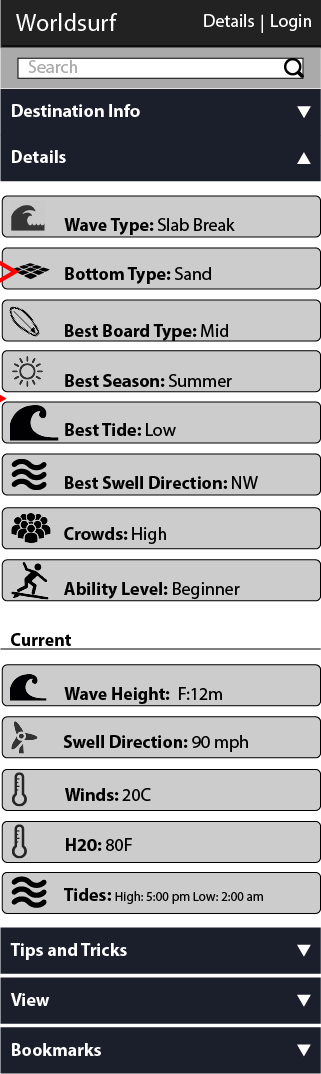 Worldsurf Details | Login
Search
Destination Info
Details
Wave Type: Slab Break
Bottom Type: Sand
Best Board Type: Mid
Best Season: Summer
Best Tide: Low
Best Swell Direction: NW
Crowds: High
Ability Level: Beginner
Current
Wave Height: F:12m
Swell Direction: 90 mph
Winds: 20C
H20: 80F
Tides: High: 5:00 pm Low: 2:00 am
Tips and Tricks
View
Bookmarks